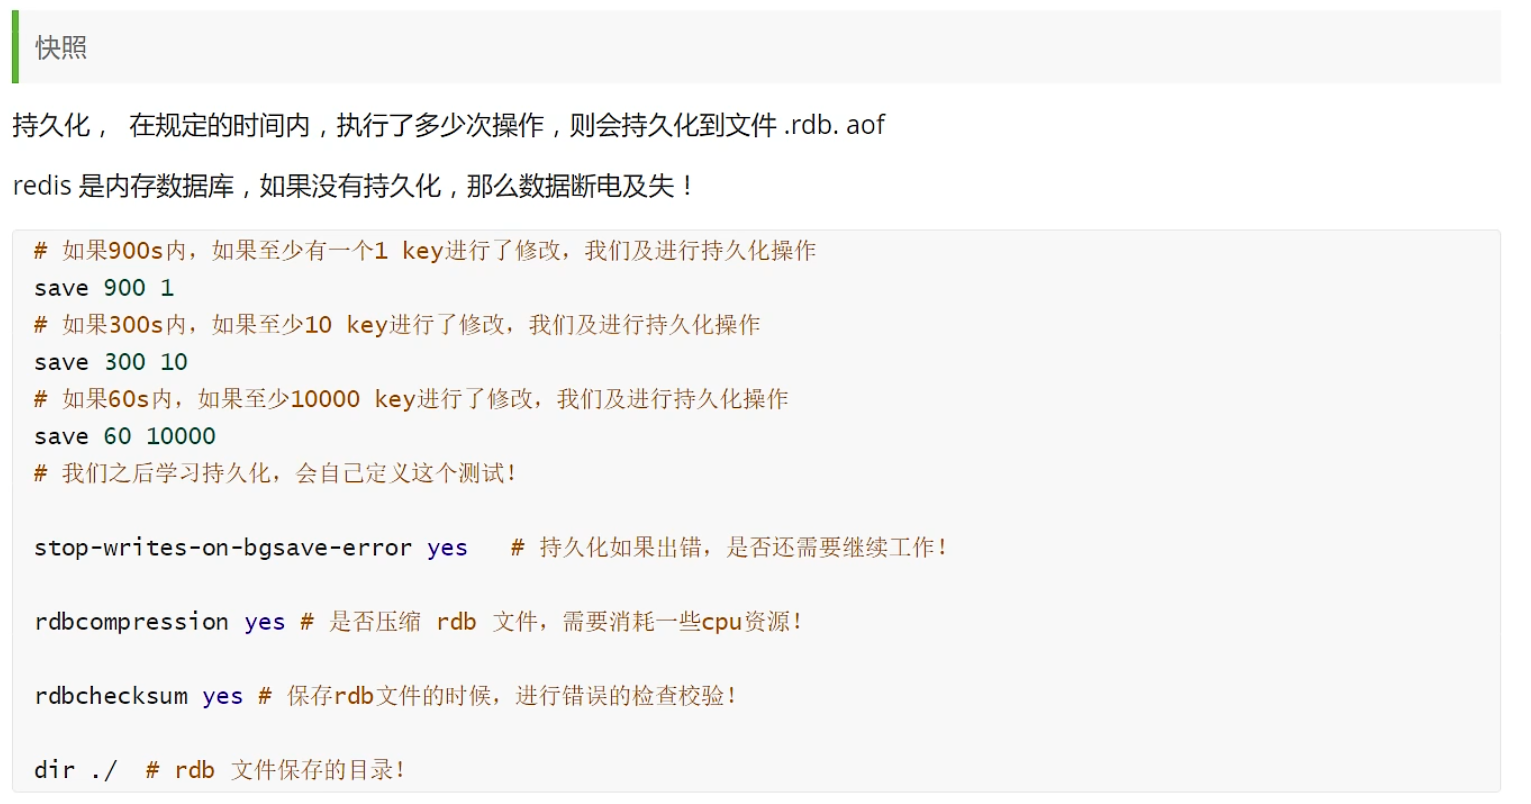 快照
持久化， 在规定的时间内，执行了多少次操作，则会持久化到文件 .rdb. aof
redis 是内存数据库，如果没有持久化，那么数据断电及失！
# 如果900s内，如果至少有一个1 key进行了修改，我们及进行持久化操作
save 900 1
# 如果300s内，如果至少10 key进行了修改，我们及进行持久化操作
save 300 10
# 如果60s内，如果至少10000 key进行了修改，我们及进行持久化操作
save 60 10000
# 我们之后学习持久化，会自己定义这个测试！
stop-writes-on-bgsave-error yes   # 持久化如果出错，是否还需要继续工作！
rdbcompression yes # 是否压缩 rdb 文件，需要消耗一些cpu资源！
rdbchecksum yes # 保存rdb文件的时候，进行错误的检查校验！
dir ./  # rdb 文件保存的目录！